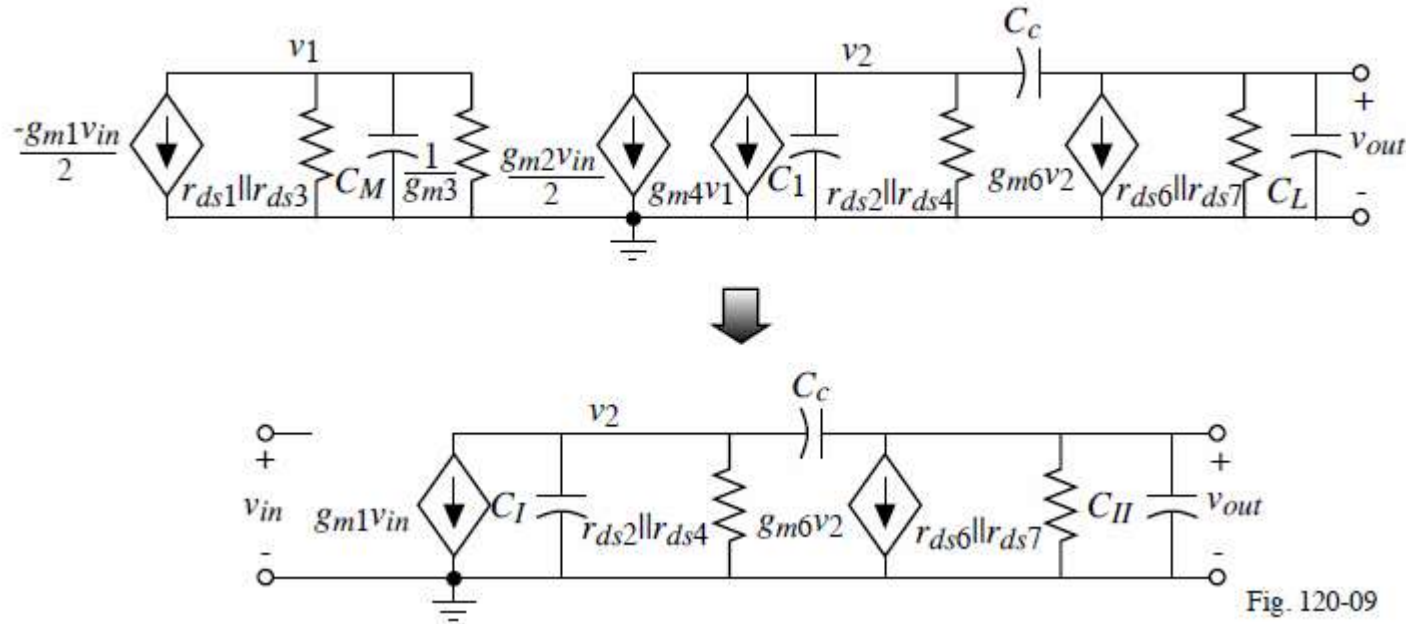 v1
v2
Cc
-gm1vin
2
rds1||rds3
CM
1
gm3
gm2vin
2
gm4v1
C1
rds2||rds4
gm6v2
rds6||rds7
CL
+
vout
-
v2
Cc
+
vin
-
gm1vin
CI
rds2||rds4
gm6v2
rds6||rds7
CII
+
vout
-
Fig. 120-09